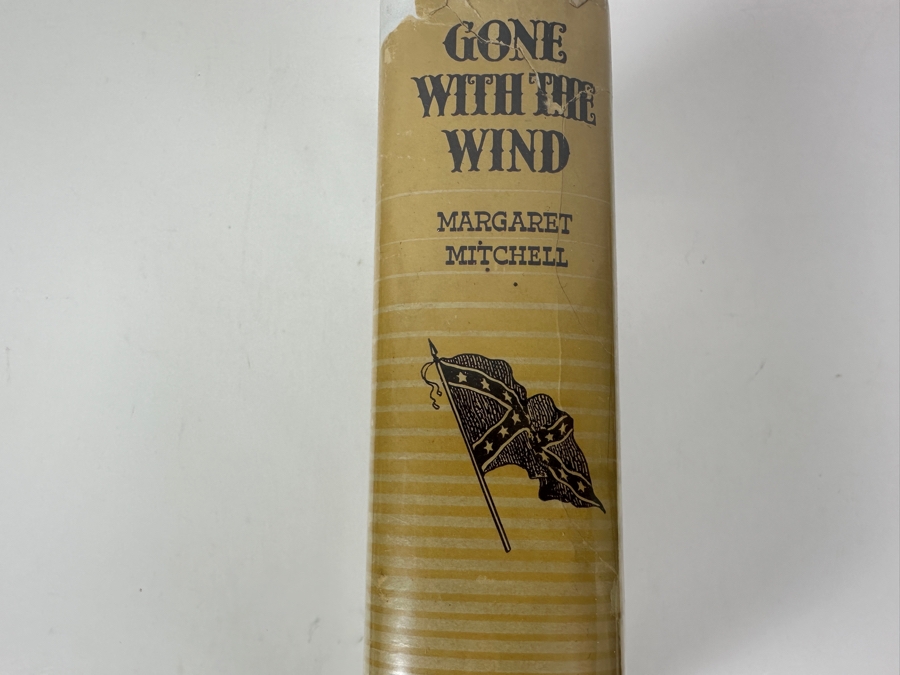 GONE
WITH THE
WIND
MARGARET
MITCHELL